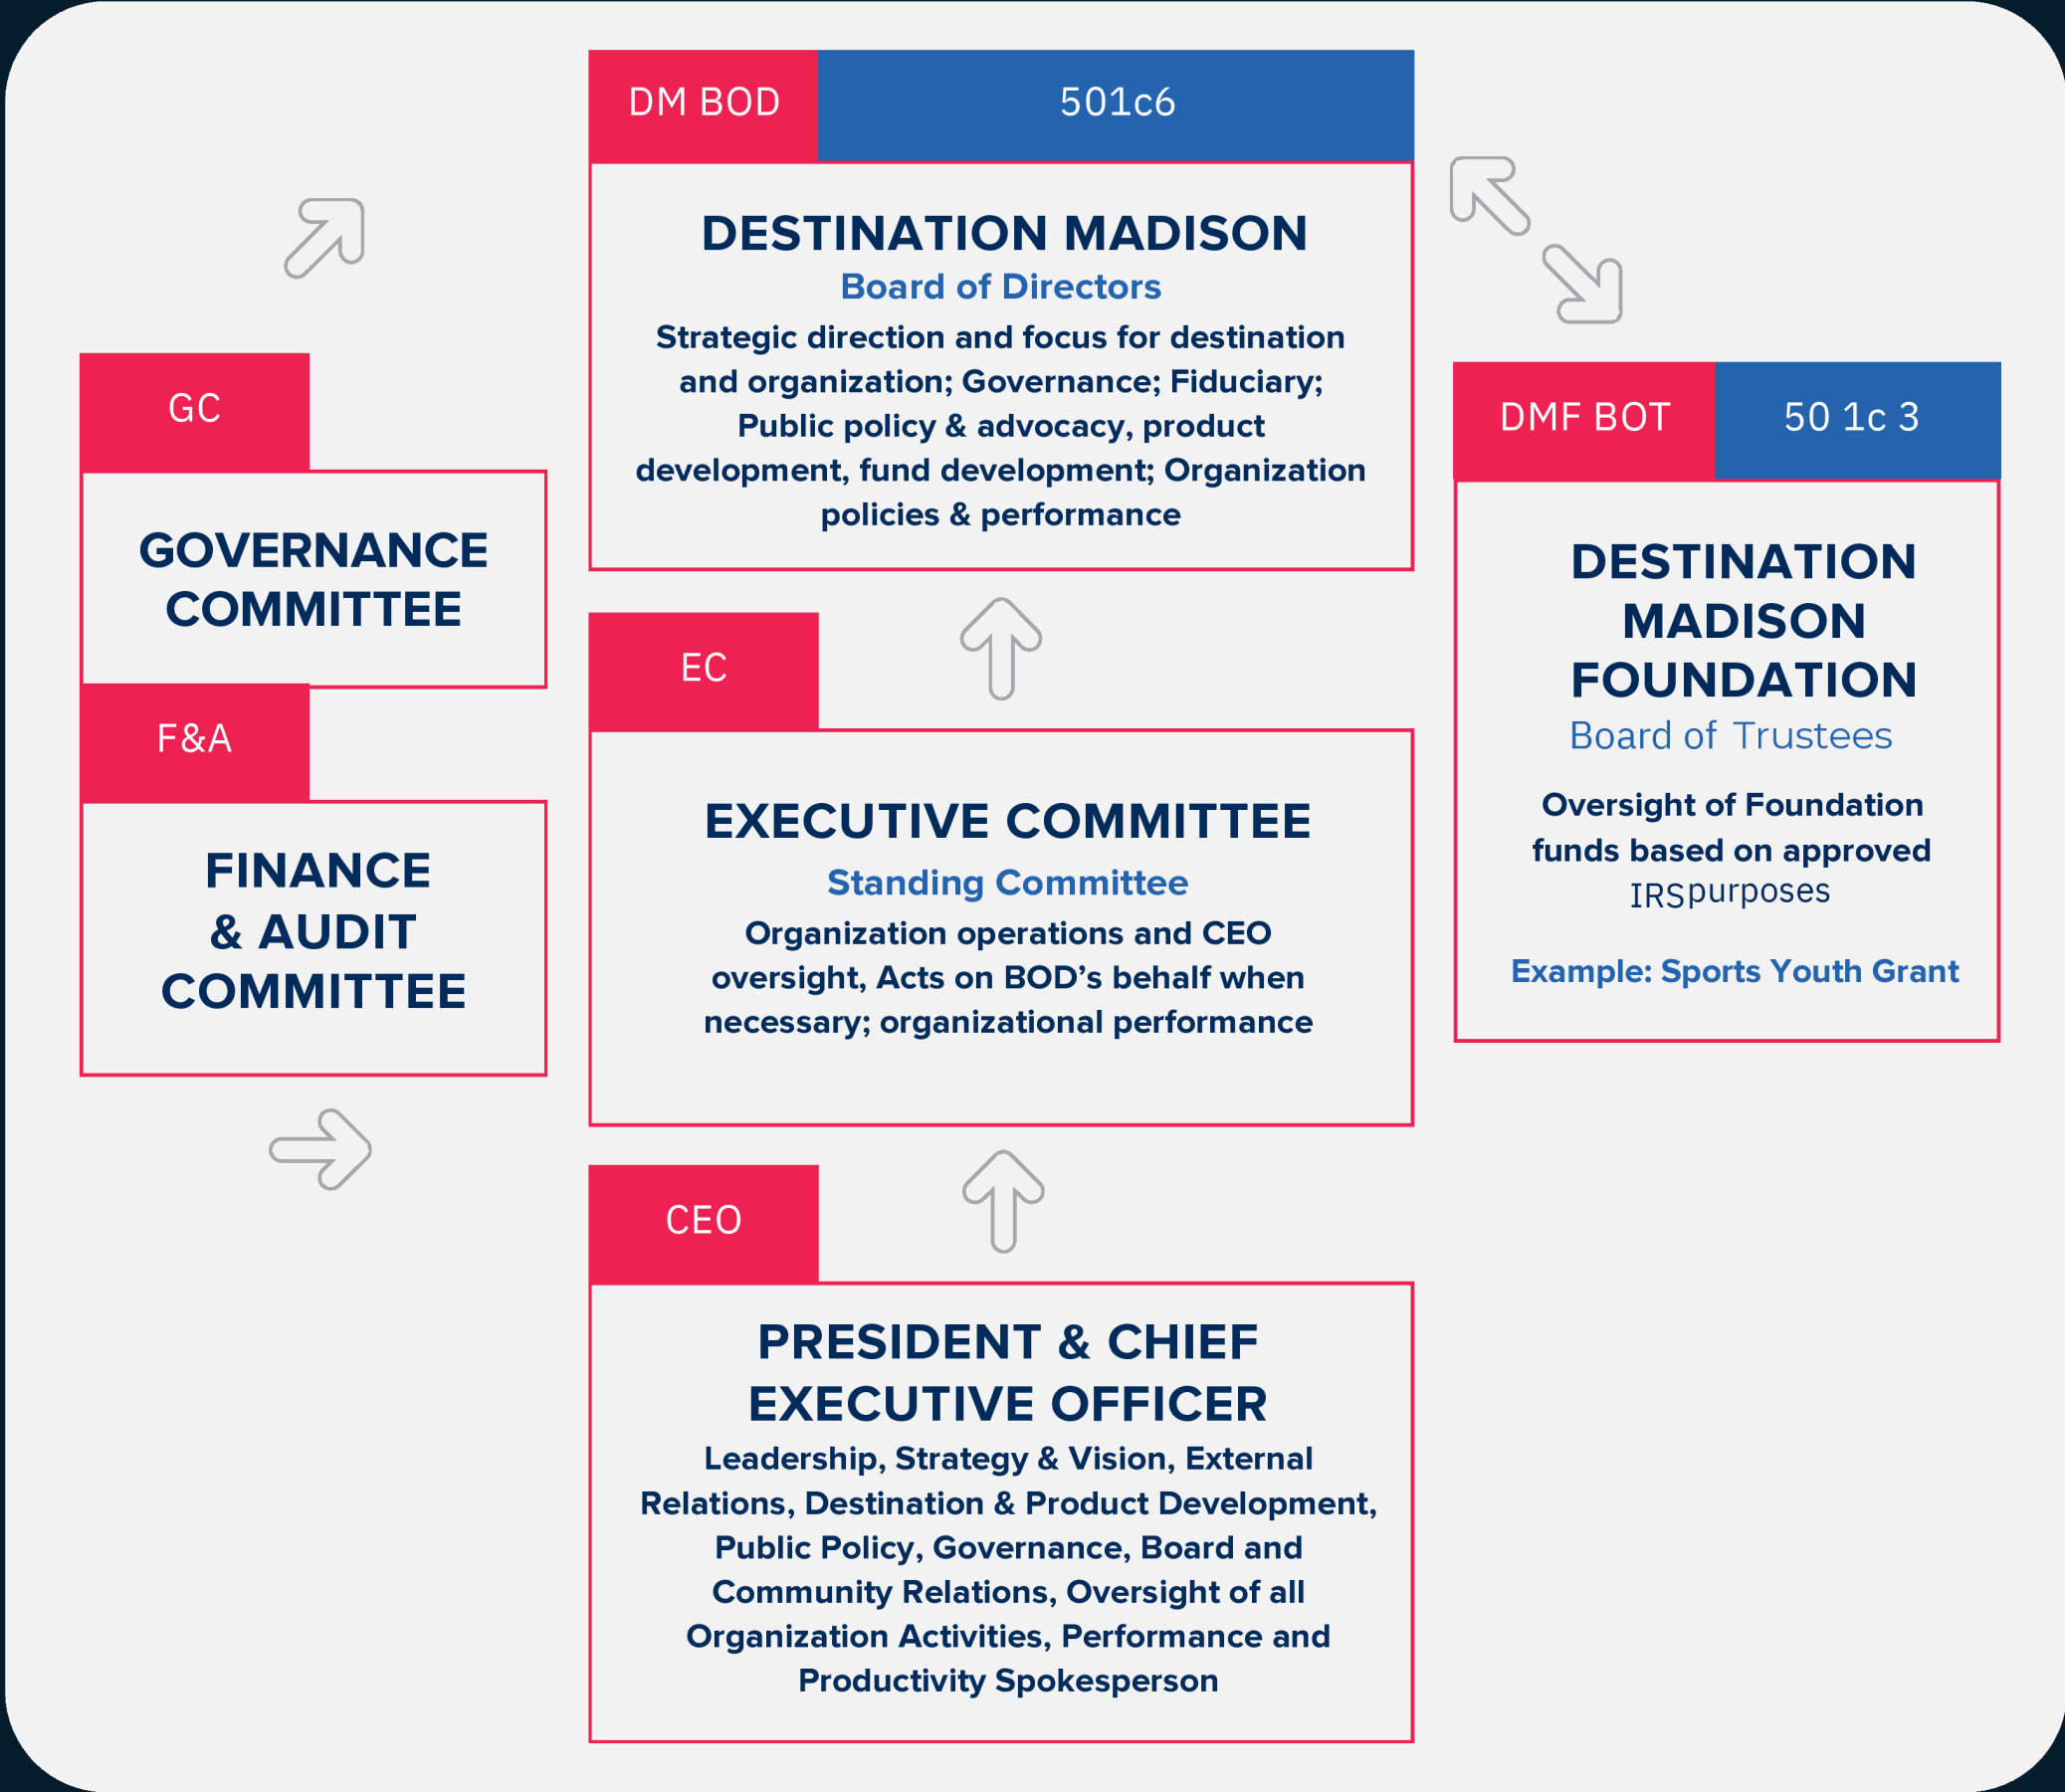 DM BOD
501c6
DESTINATION MADISON
Board of Directors
Strategic direction and focus for destination
and organization; Governance; Fiduciary;
Public policy & advocacy, product
development, fund development; Organization
policies & performance
GC
GOVERNANCE
COMMITTEE
F&A
FINANCE
& AUDIT
COMMITTEE
EC
EXECUTIVE COMMITTEE
Standing Committee
Organization operations and CEO
oversight, Acts on BOD’s behalf when
necessary; organizational performance
CEO
PRESIDENT & CHIEF
EXECUTIVE OFFICER
Leadership, Strategy & Vision, External
Relations, Destination & Product Development,
Public Policy, Governance, Board and
Community Relations, Oversight of all
Organization Activities, Performance and
Productivity Spokesperson
DMF BOT
50 1c 3
DESTINATION
MADISON
FOUNDATION
Board of Trustees
Oversight of Foundation
funds based on approved
IRS purposes
Example: Sports Youth Grant